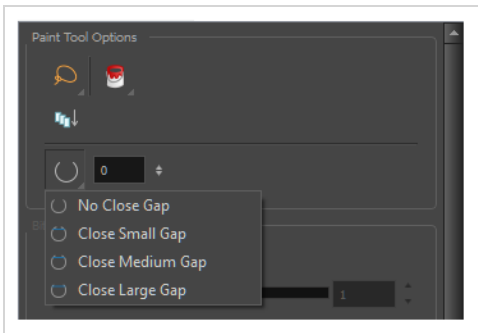 Paint Tool Options
0
No Close Gap
Close Small Gap
Close Medium Gap
Close Large Gap
1